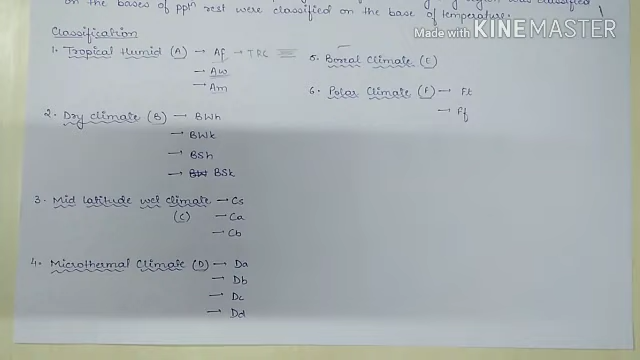 on the bases of pptn rest were classified on the base of temperature.
Made with KINEMASTER
Classification
1. Tropical Humid (A) → Af → TRC
→ Aw
→ Am
2. Dry climate (B) → BWh
→ BWk
→ BSh
→ BSk
3. Mid latitude wet climate → Cs
(C) → Ca
→ Cb
4. Microthermal Climate (D) → Da
→ Db
→ Dc
→ Dd
5. Boreal Climate (E)
6. Polar Climate (F) → Ft
→ Ff